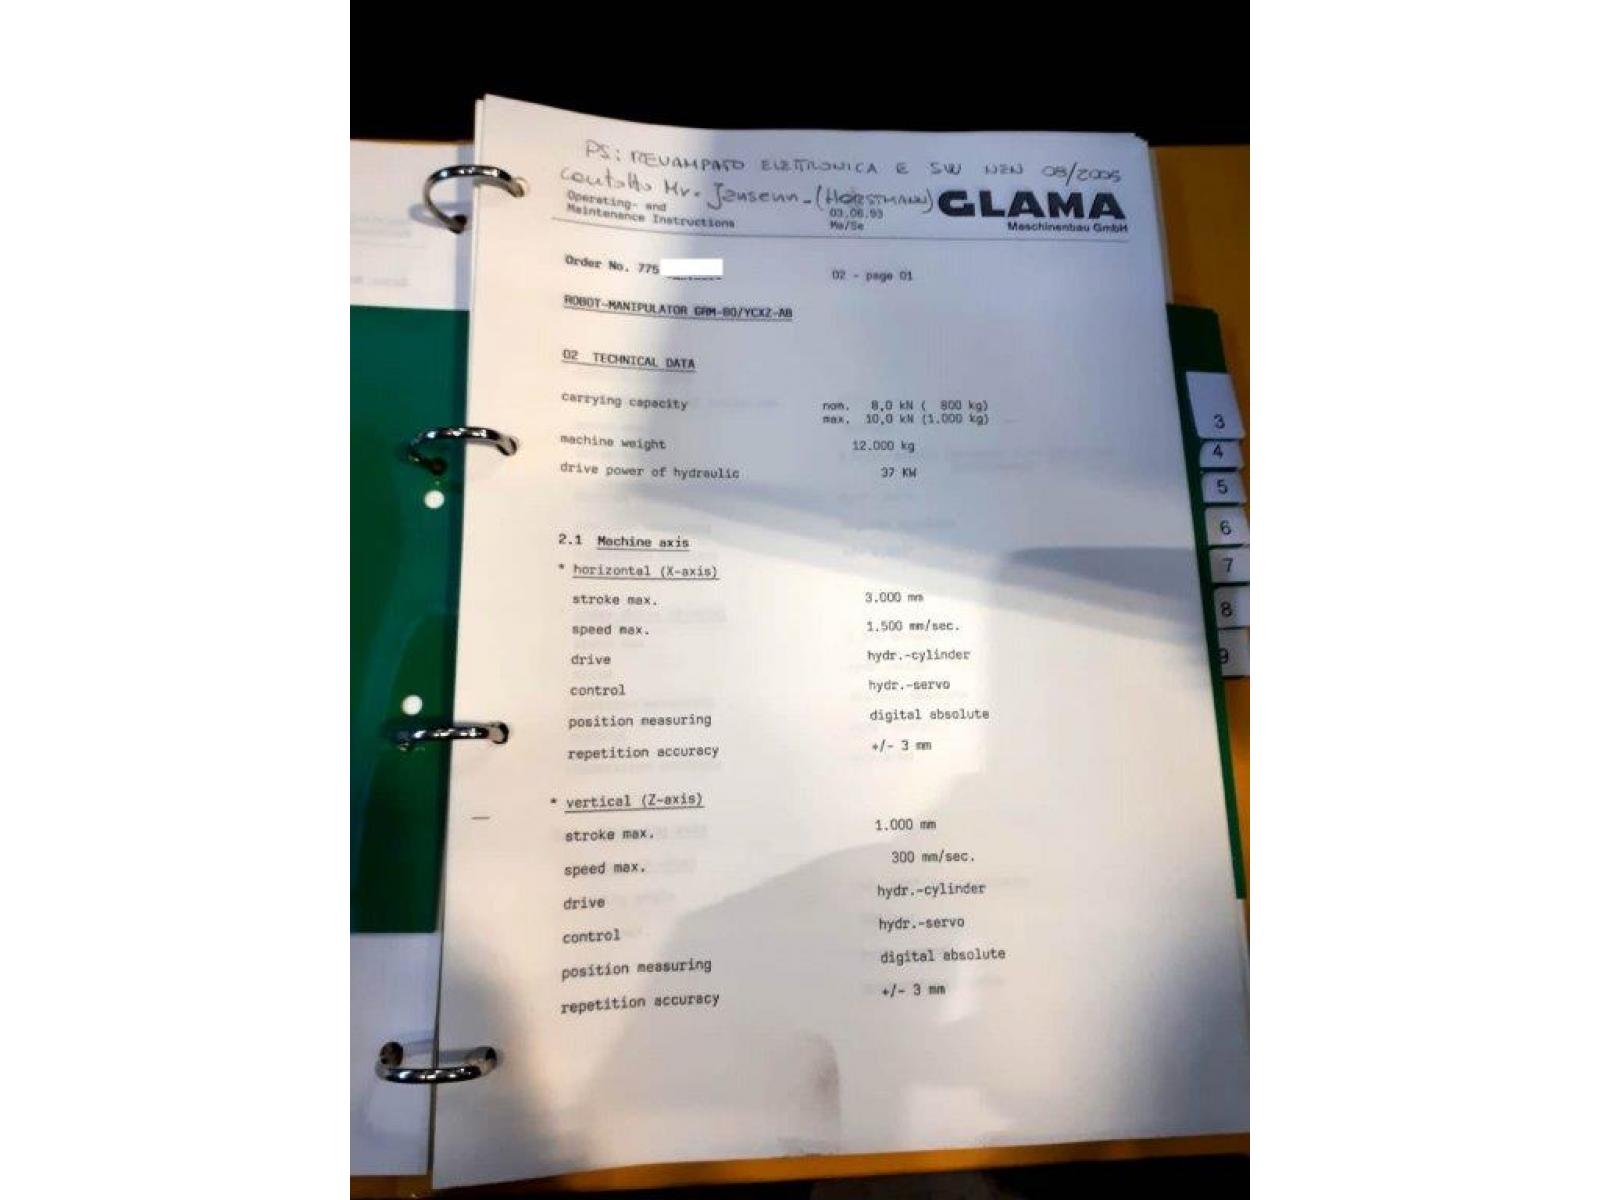 PS: REVAMPATO ELETTRONICA E SW NEN 08/2005
Contatto Mr. Jansenn - (HORSTMANN)
Operating- and
Maintenance Instructions
03.06.93
Ma/Se
GLAMA
Maschinenbau GmbH
Order No. 775
02 - page 01
ROBOT-MANIPULATOR GRM-80/YCXZ-AB
02 TECHNICAL DATA
carrying capacity nom. 8,0 kN ( 800 kg)
max. 10,0 kN (1.000 kg)
machine weight 12.000 kg
drive power of hydraulic 37 KW
2.1 Machine axis
* horizontal (X-axis)
stroke max. 3.000 mm
speed max. 1.500 mm/sec.
drive hydr.-cylinder
control hydr.-servo
position measuring digital absolute
repetition accuracy +/- 3 mm
* vertical (Z-axis)
stroke max. 1.000 mm
speed max. 300 mm/sec.
drive hydr.-cylinder
control hydr.-servo
position measuring digital absolute
repetition accuracy +/- 3 mm
3
4
5
6
7
8
9